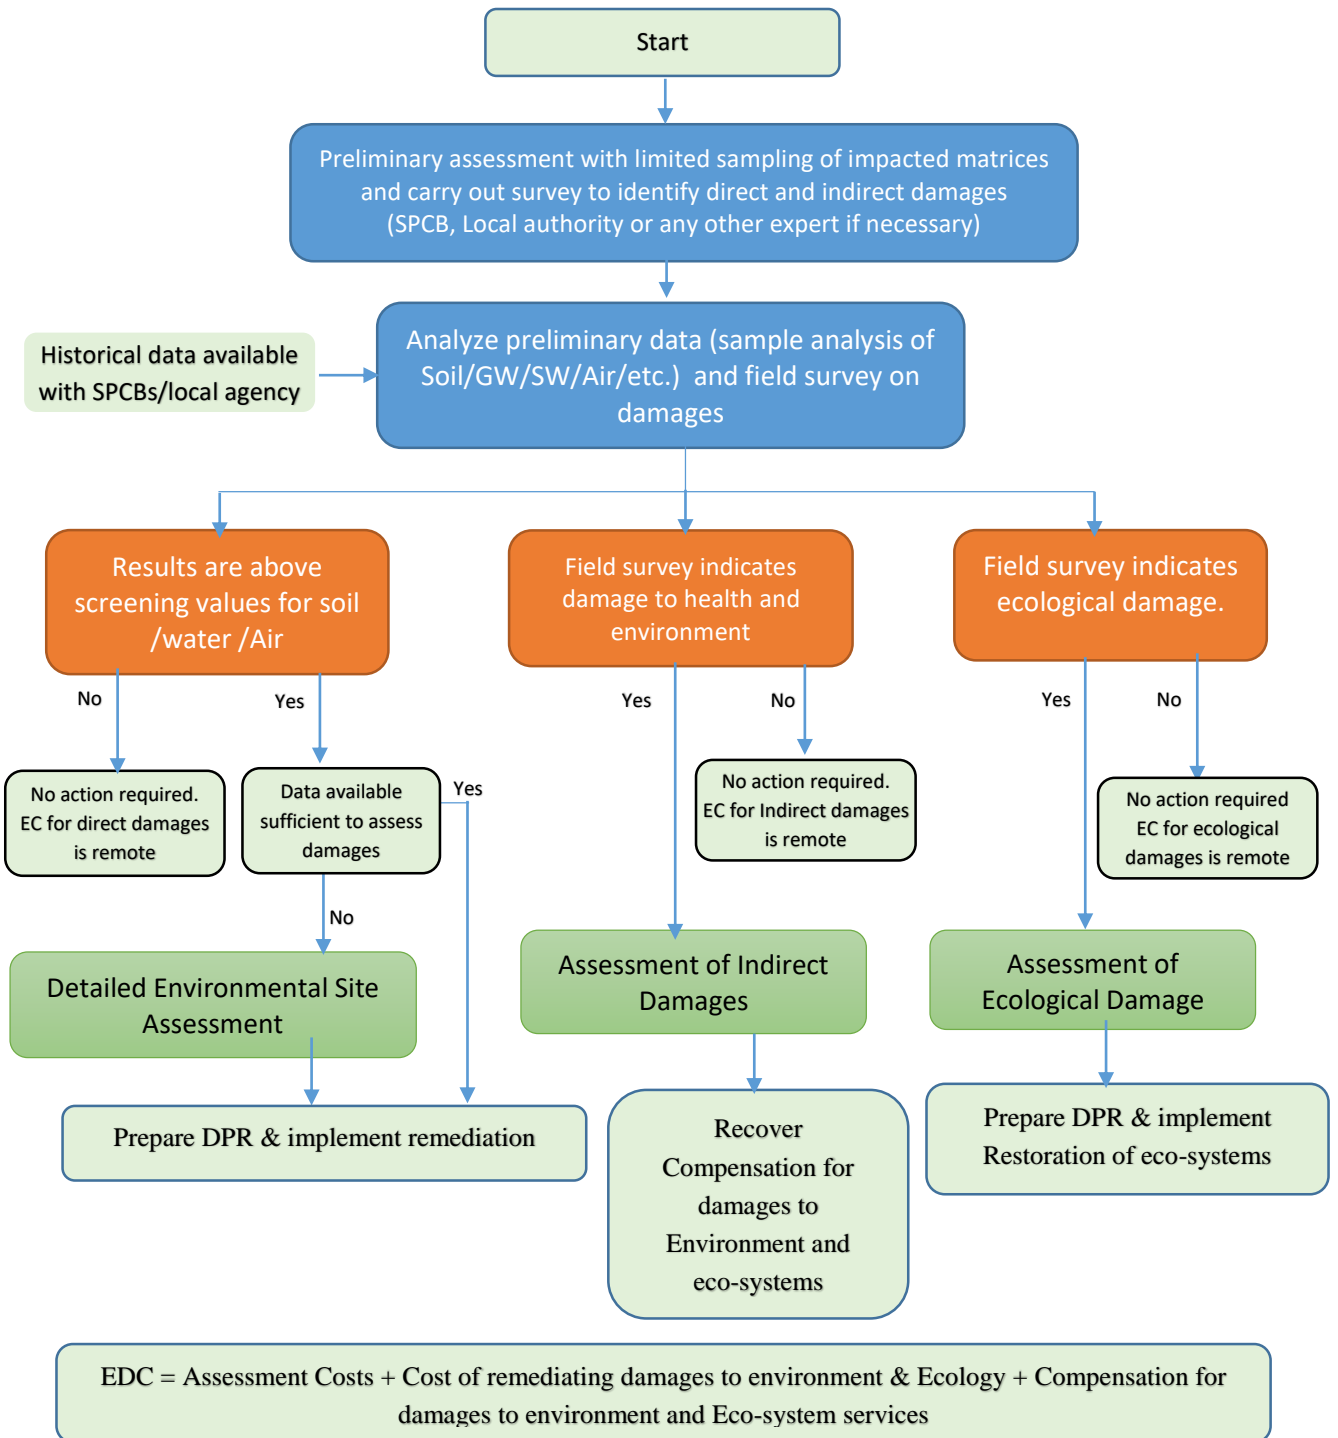 Start
Preliminary assessment with limited sampling of impacted matrices
and carry out survey to identify direct and indirect damages
(SPCB, Local authority or any other expert if necessary)
Historical data available
with SPCBs/local agency
Analyze preliminary data (sample analysis of
Soil/GW/SW/Air/etc.) and field survey on
damages
Results are above
screening values for soil
/water /Air
Field survey indicates
damage to health and
environment
Field survey indicates
ecological damage.
No
Yes
Yes
No
Yes
No
No action required.
EC for direct damages
is remote
Data available
sufficient to assess
damages
Yes
No action required.
EC for Indirect damages
is remote
No action required
EC for ecological
damages is remote
No
Detailed Environmental Site
Assessment
Assessment of Indirect
Damages
Assessment of
Ecological Damage
Prepare DPR & implement remediation
Recover
Compensation for
damages to
Environment and
eco-systems
Prepare DPR & implement
Restoration of eco-systems
EDC = Assessment Costs + Cost of remediating damages to environment & Ecology + Compensation for
damages to environment and Eco-system services